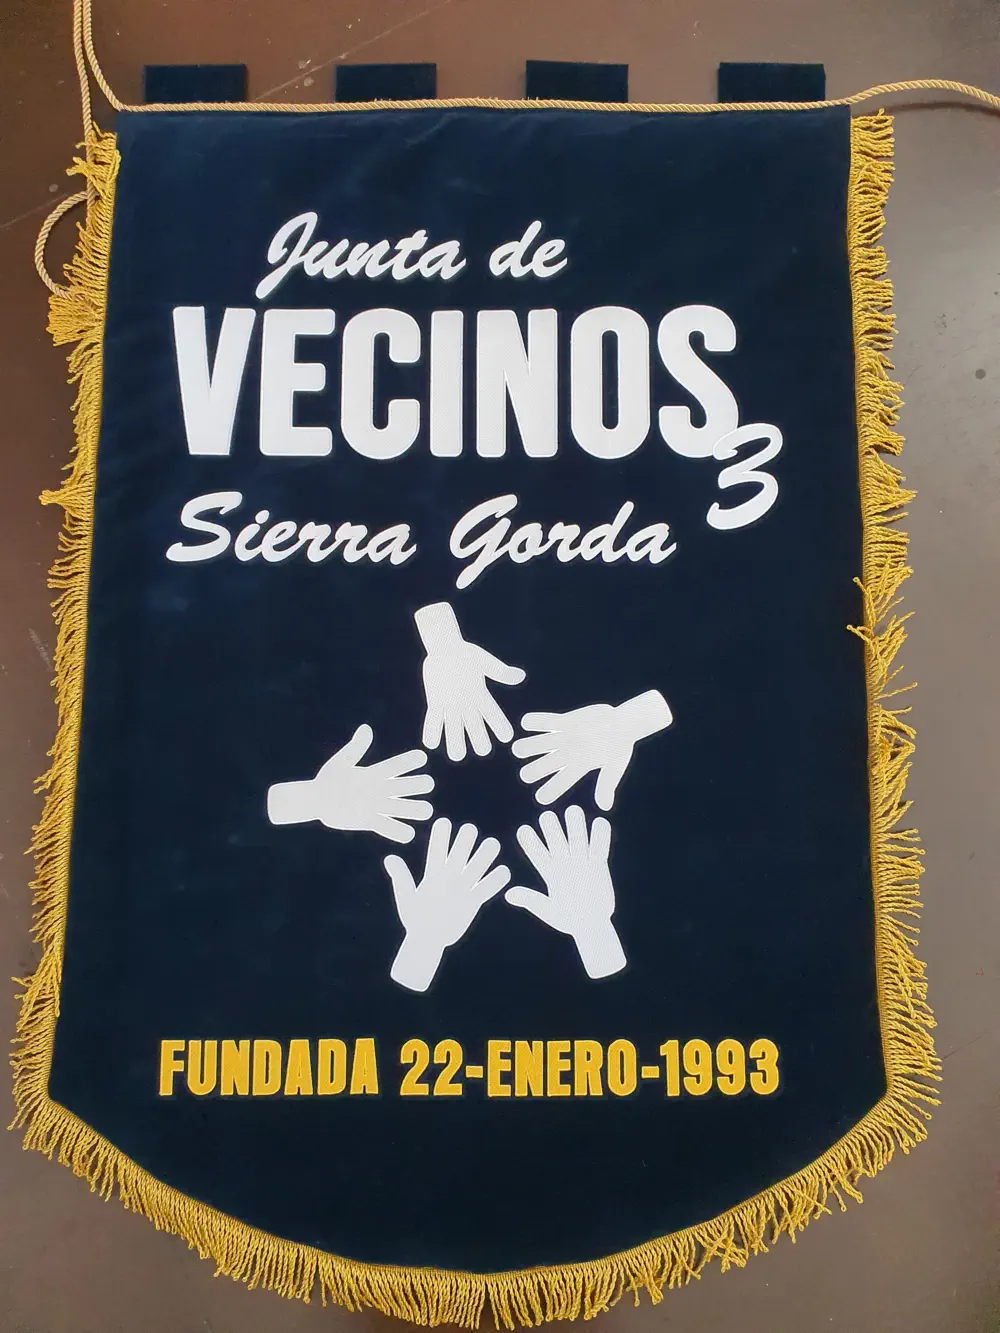 Junta de
VECINOS 3
Sierra Gorda
FUNDADA 22-ENERO-1993